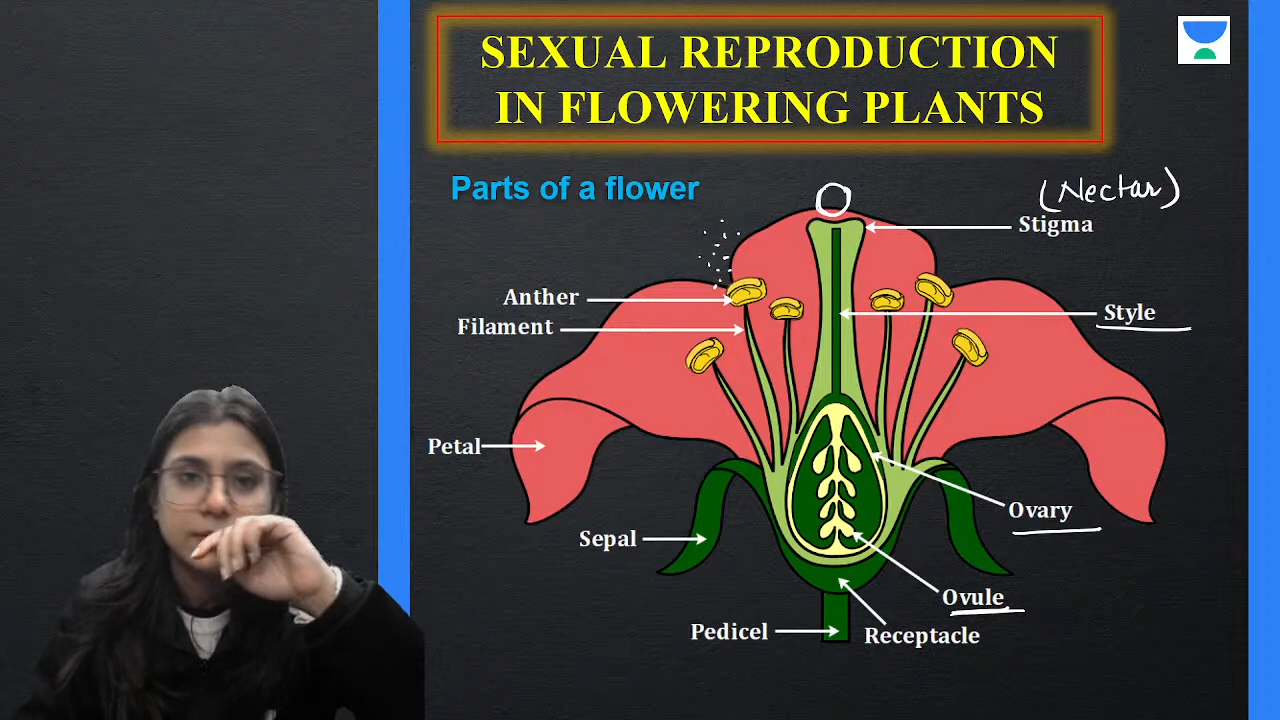 SEXUAL REPRODUCTION
IN FLOWERING PLANTS
Parts of a flower
(Nectar)
Stigma
Anther
Style
Filament
Petal
Ovary
Sepal
Ovule
Pedicel
Receptacle